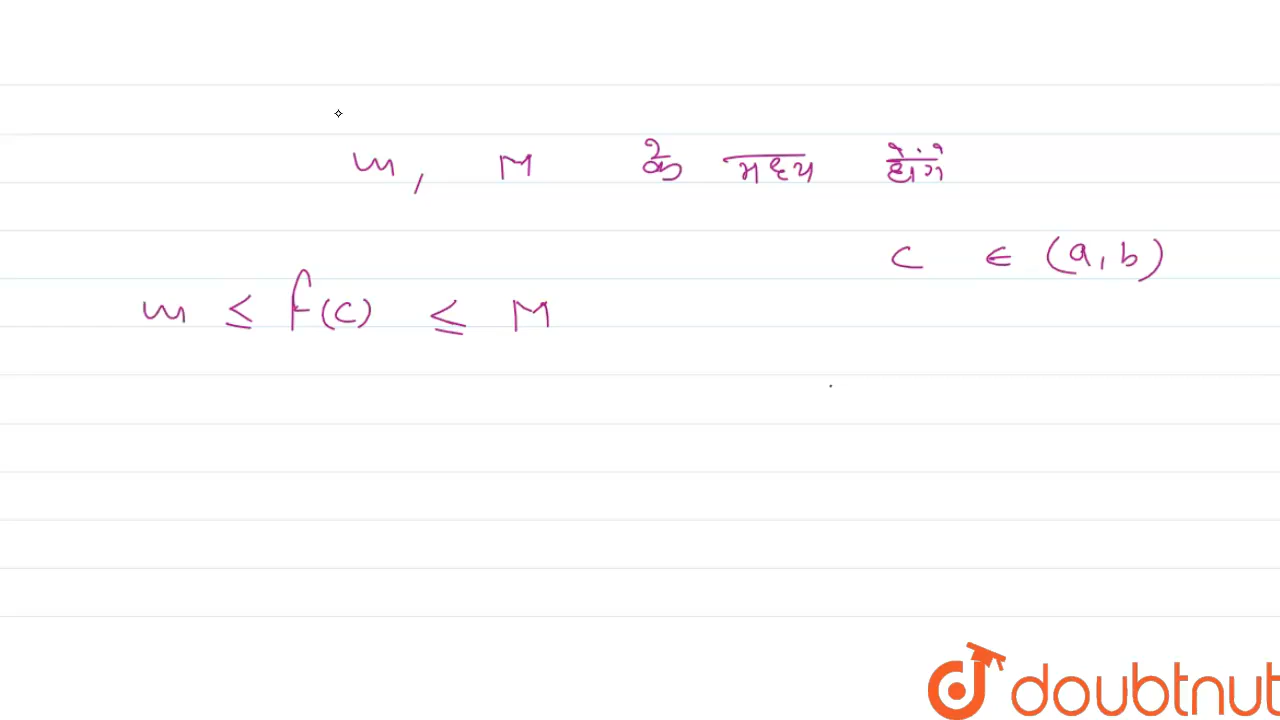 m, M के मध्य होंगे
c ∈ (a, b)
m ≤ f(c) ≤ M
doubtnut